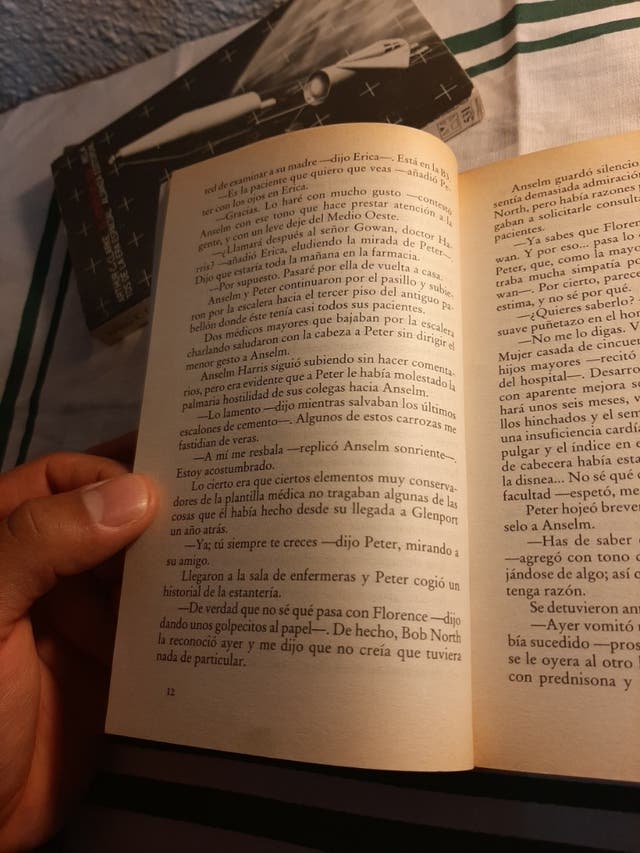 ted de examinar a su madre —dijo Erica—. Está en la B3.
—Es la paciente que quiero que veas —añadió Pe-
ter con los ojos en Erica.
—Gracias. Lo haré con mucho gusto —contestó
Anselm con ese tono que hace prestar atención a la
gente, y con un leve deje del Medio Oeste.
—¿Llamará después al señor Gowan, doctor Ha-
rris? —añadió Erica, eludiendo la mirada de Peter—.
Dijo que estaría toda la mañana en la farmacia.
—Por supuesto. Pasaré por ella de vuelta a casa.
Anselm y Peter continuaron por el pasillo y subie-
ron por la escalera hacia el tercer piso del antiguo pa-
bellón donde éste tenía casi todos sus pacientes.
Dos médicos mayores que bajaban por la escalera
charlando saludaron con la cabeza a Peter sin dirigir el
menor gesto a Anselm.
Anselm Harris siguió subiendo sin hacer comenta-
rios, pero era evidente que a Peter le había molestado la
palmaria hostilidad de sus colegas hacia Anselm.
—Lo lamento —dijo mientras salvaban los últimos
escalones de cemento—. Algunos de estos carrozas me
fastidian de veras.
—A mí me resbala —replicó Anselm sonriente—.
Estoy acostumbrado.
Lo cierto era que ciertos elementos muy conserva-
dores de la plantilla médica no tragaban algunas de las
cosas que él había hecho desde su llegada a Glenport
un año atrás.
—Ya; tú siempre te creces —dijo Peter, mirando a
su amigo.
Llegaron a la sala de enfermeras y Peter cogió un
historial de la estantería.
—De verdad que no sé qué pasa con Florence —dijo
dando unos golpecitos al papel—. De hecho, Bob North
la reconoció ayer y me dijo que no creía que tuviera
nada de particular.
12
Anselm guardó silencio
sentía demasiada admiración
North, pero había razones
gaban a solicitarle consulta
pacientes.
—Ya sabes que Floren
wan. Y por eso... pasa lo
Peter, que, como la mayo
traba mucha simpatía po
wan—. Por cierto, parece
estima, y no sé por qué.
—¿Quieres saberlo?
suave puñetazo en el hom
—No me lo digas. V
Mujer casada de cincuen
hijos mayores —recitó
del hospital—. Desarro
con aparente mejora s
hará unos seis meses, v
llos hinchados y el sem
una insuficiencia cardía
pulgar y el índice en e
de cabecera había esta
la disnea... No sé qué
facultad —espetó, me
Peter hojeó brever
selo a Anselm.
—Has de saber
—agregó con tono
jándose de algo; así
tenga razón.
Se detuvieron ant
—Ayer vomitó
bía sucedido —pros
se le oyera al otro
con prednisona y